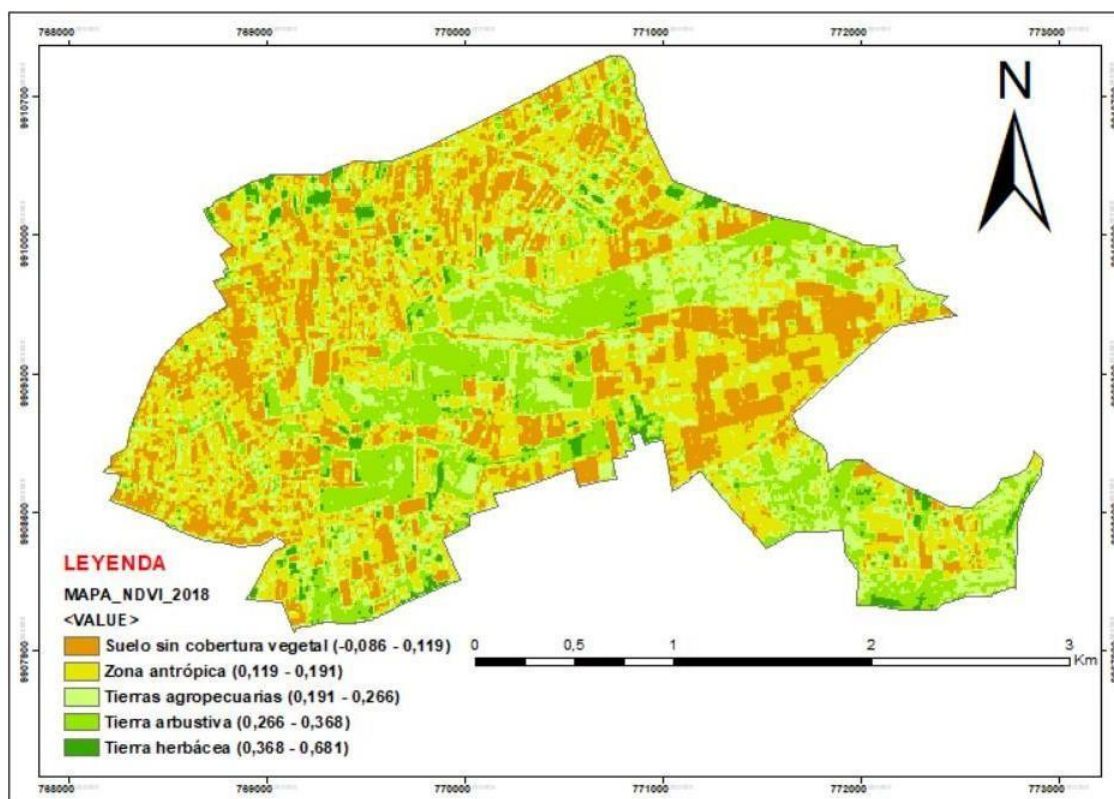 768000 769000 770000 771000 772000 773000
N
9910700
9910000
LEYENDA
MAPA_NDVI_2018
<VALUE>
Suelo sin cobertura vegetal (-0,086 - 0,119)
Zona antrópica (0,119 - 0,191)
Tierras agropecuarias (0,191 - 0,266)
Tierra arbustiva (0,266 - 0,368)
Tierra herbácea (0,368 - 0,681)
0 0,5 1 2 3
Km
768000 769000 770000 771000 772000 773000